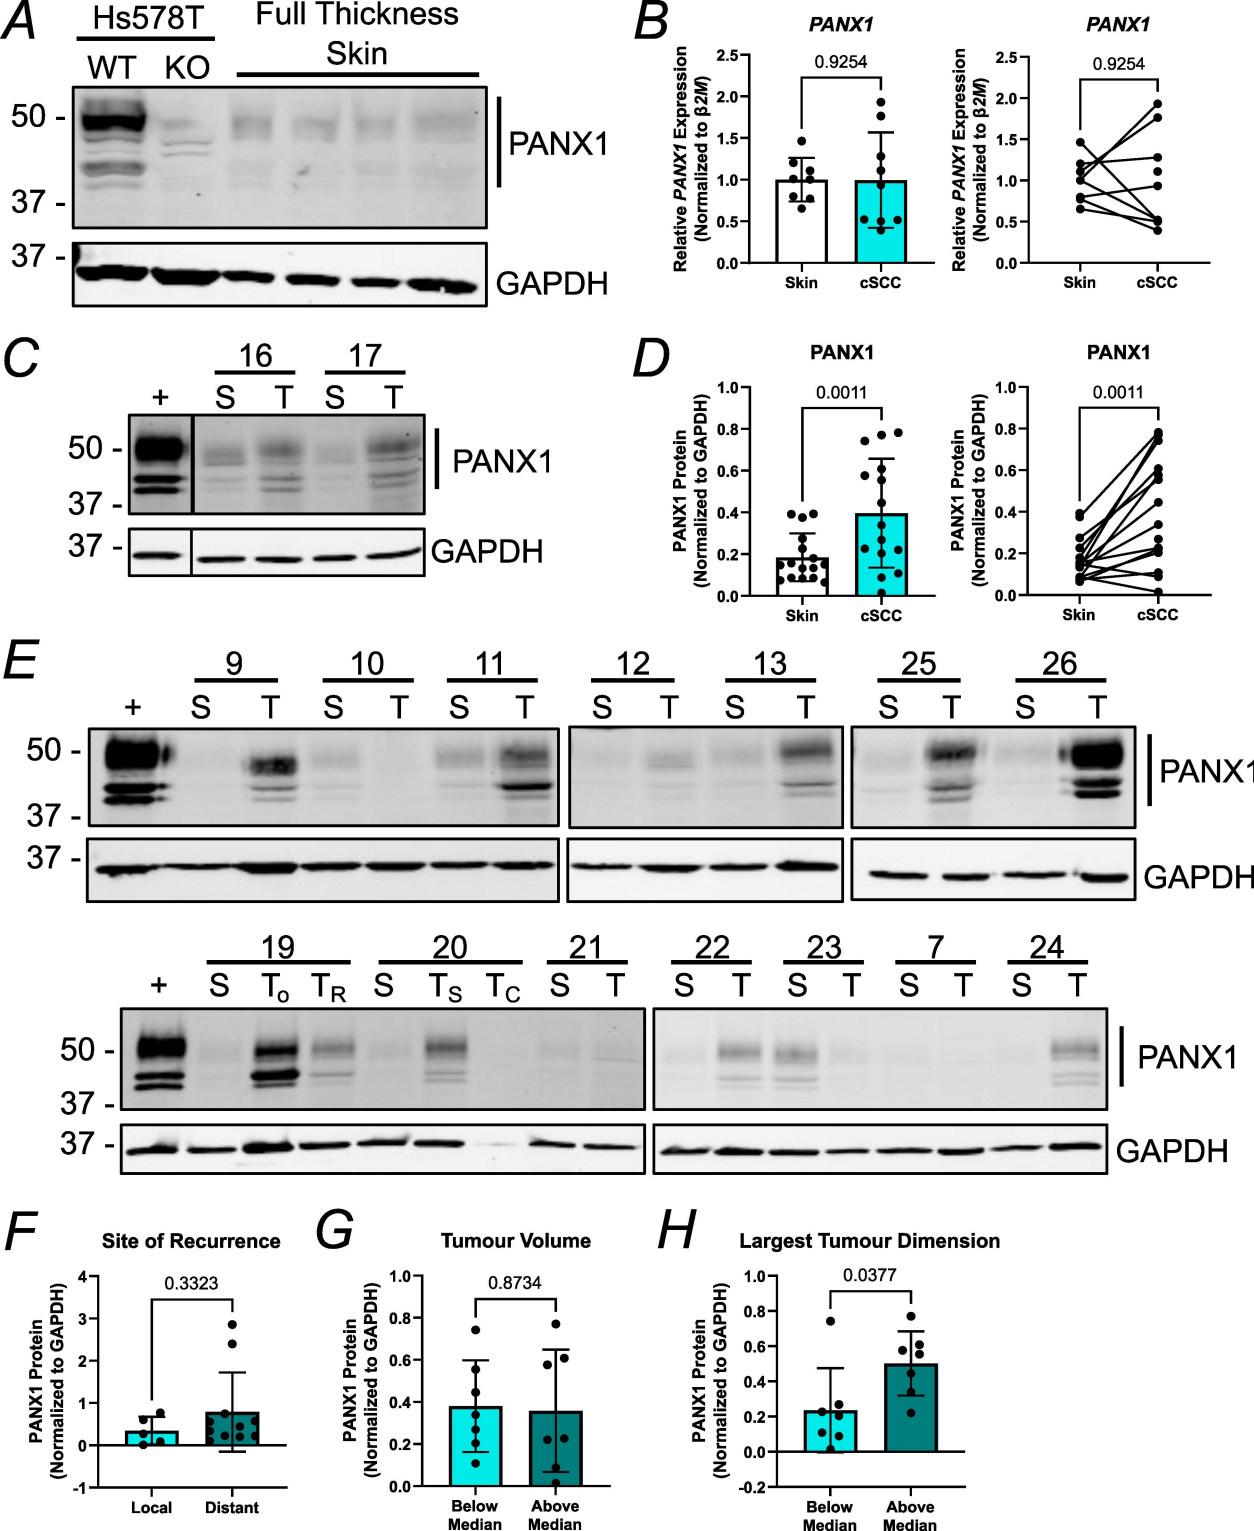 A
Hs578T
Full Thickness
Skin
WT KO
50 -
37 -
PANX1
37 -
GAPDH
B
PANX1
0.9254
Relative PANX1 Expression
(Normalized to β2M)
2.5
2.0
1.5
1.0
0.5
0.0
Skin cSCC
PANX1
0.9254
Relative PANX1 Expression
(Normalized to β2M)
2.5
2.0
1.5
1.0
0.5
0.0
Skin cSCC
C
16 17
+ S T S T
50 -
37 -
PANX1
37 -
GAPDH
D
PANX1
0.0011
PANX1 Protein
(Normalized to GAPDH)
1.0
0.8
0.6
0.4
0.2
0.0
Skin cSCC
PANX1
0.0011
PANX1 Protein
(Normalized to GAPDH)
1.0
0.8
0.6
0.4
0.2
0.0
Skin cSCC
E
9 10 11 12 13 25 26
+ S T S T S T S T S T S T S T
50 -
37 -
PANX1
37 -
GAPDH
19 20 21 22 23 7 24
+ S To TR S TS TC S T S T S T S T S T
50 -
37 -
PANX1
37 -
GAPDH
F
Site of Recurrence
0.3323
PANX1 Protein
(Normalized to GAPDH)
4
3
2
1
0
-1
Local Distant
G
Tumour Volume
0.8734
PANX1 Protein
(Normalized to GAPDH)
1.0
0.8
0.6
0.4
0.2
0.0
Below Above
Median Median
H
Largest Tumour Dimension
0.0377
PANX1 Protein
(Normalized to GAPDH)
1.0
0.8
0.6
0.4
0.2
0.0
-0.2
Below Above
Median Median